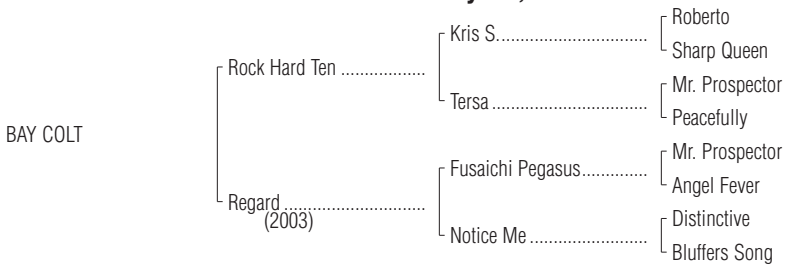 Roberto
Kris S.
Sharp Queen
Rock Hard Ten
Mr. Prospector
Tersa
Peacefully
BAY COLT
Mr. Prospector
Fusaichi Pegasus
Angel Fever
Regard
(2003)
Distinctive
Notice Me
Bluffers Song